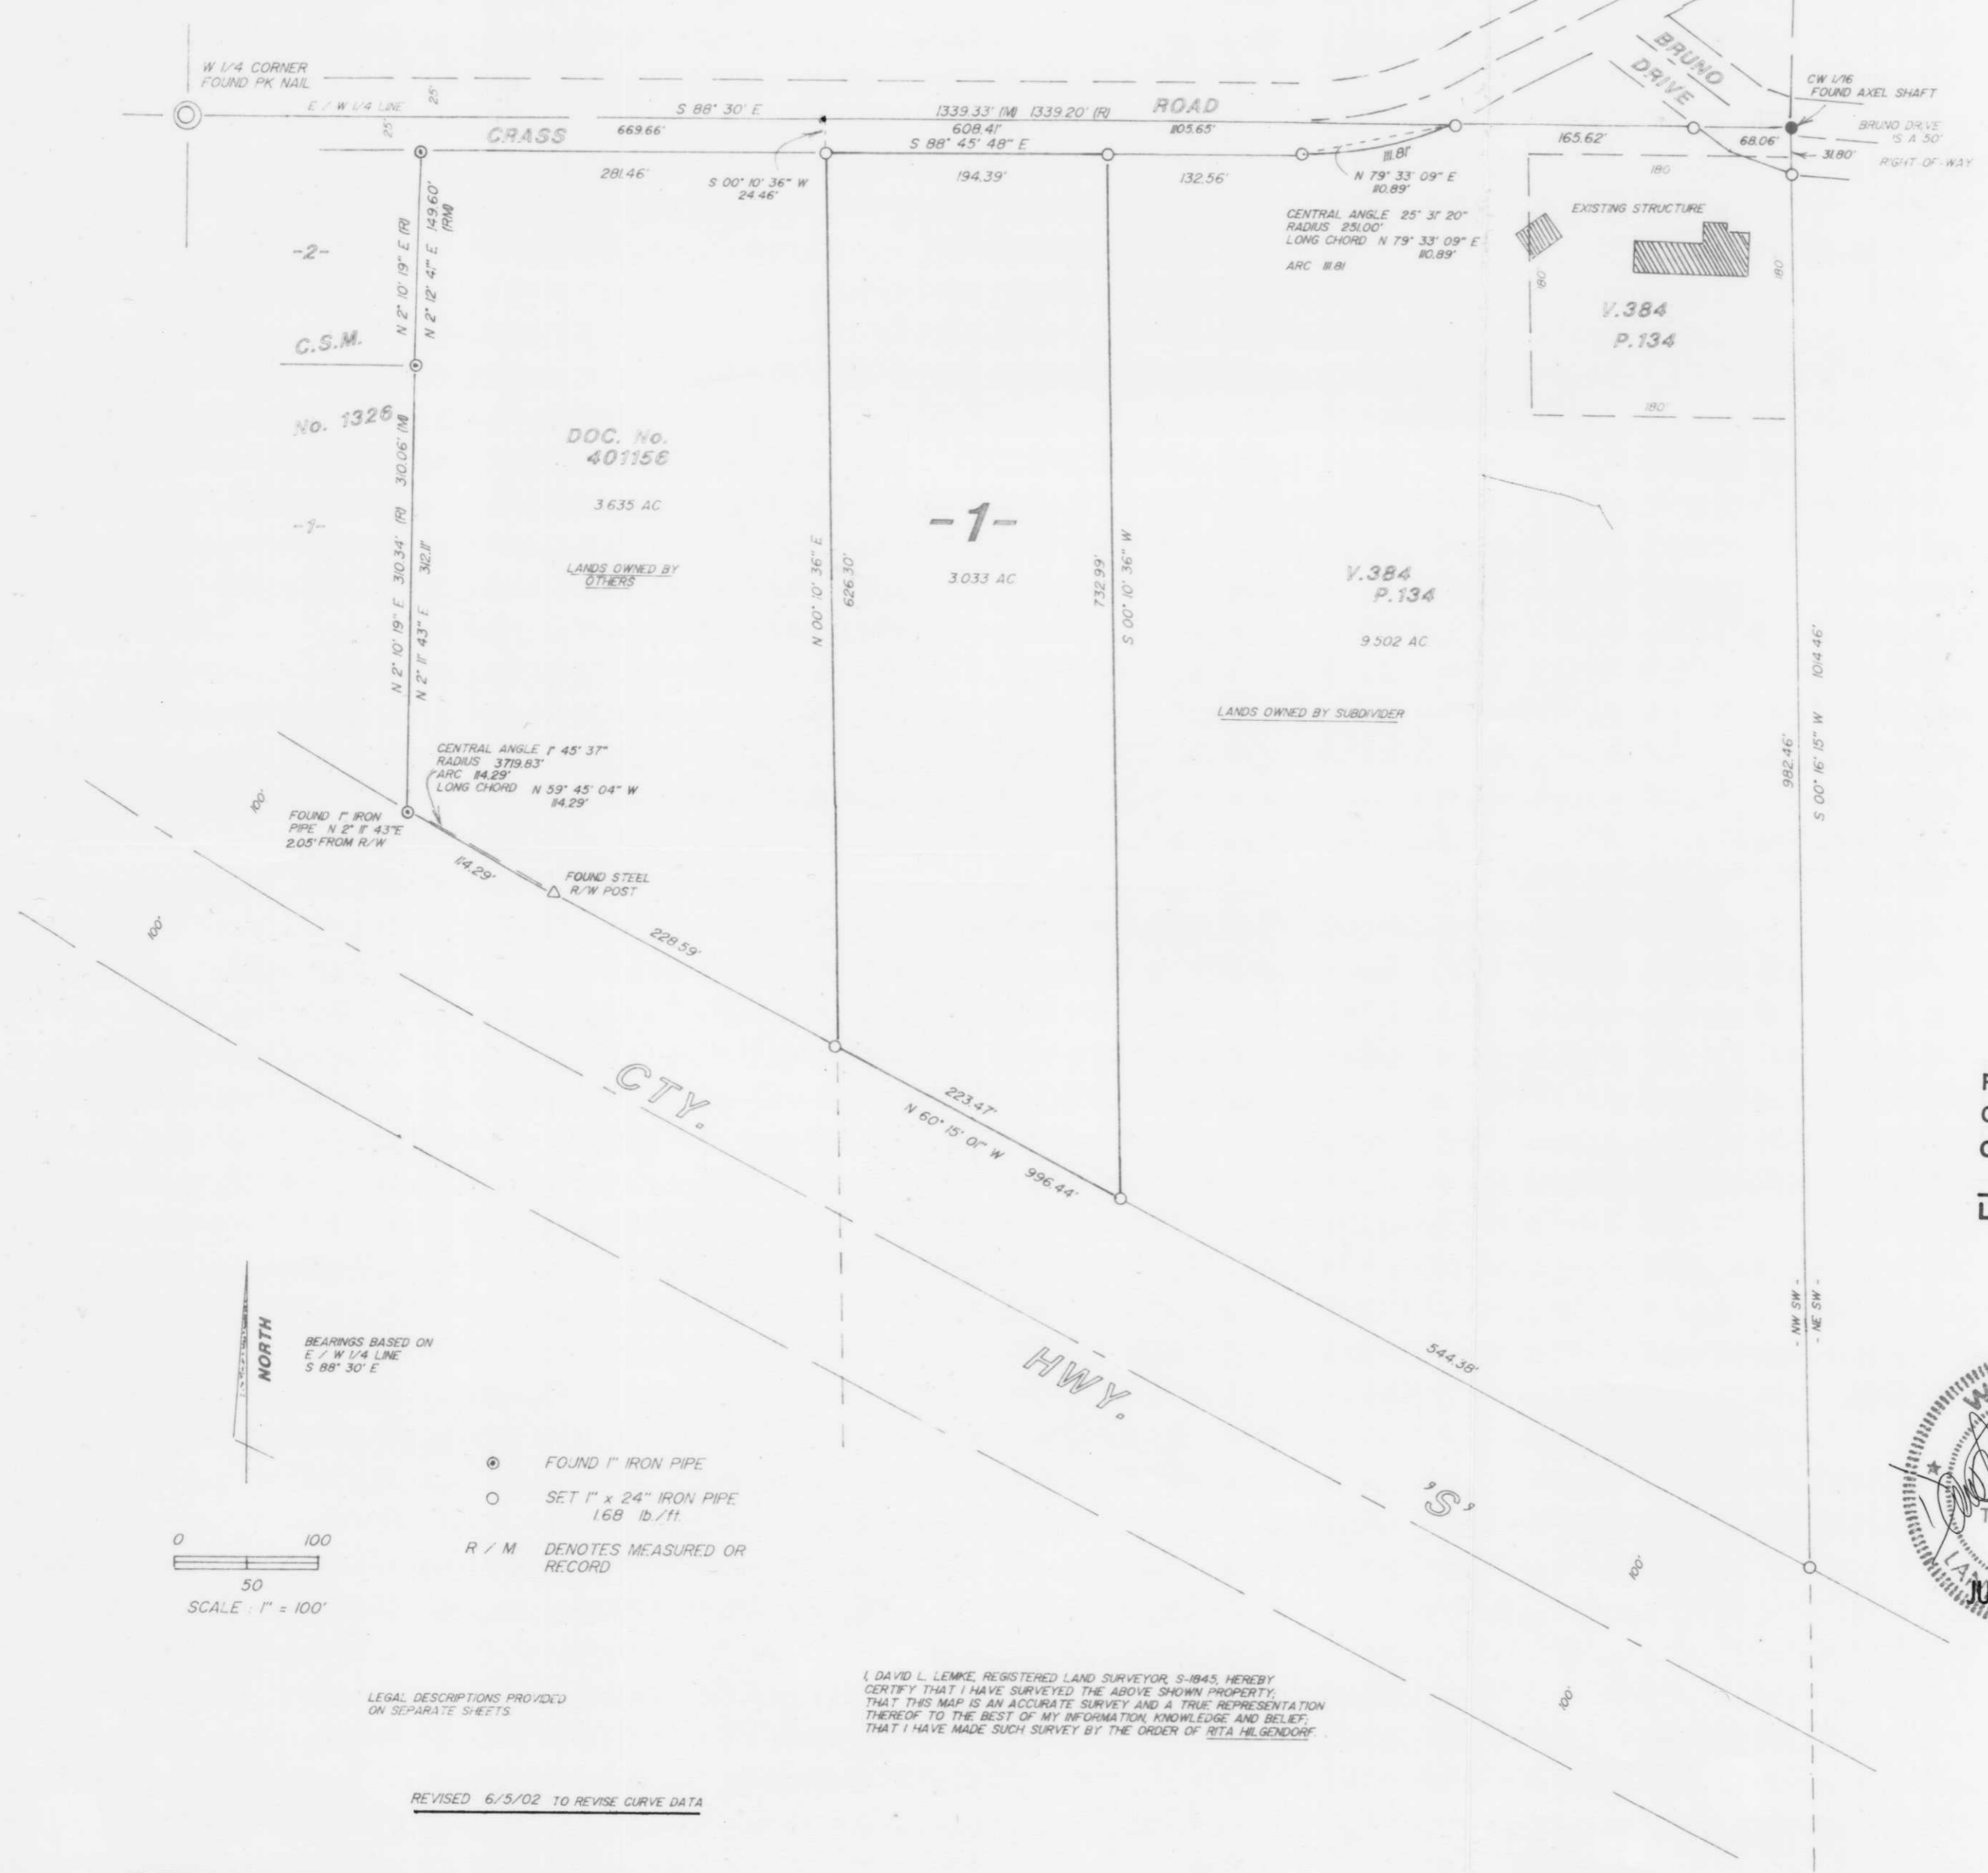 W 1/4 CORNER
FOUND PK NAIL
E / W 1/4 LINE
25'
25'
CRASS
ROAD
S 88° 30' E
1339.33' (M) 1339.20' (R)
669.66'
608.41'
1105.65'
S 88° 45' 48" E
281.46'
S 00° 10' 36" W
24.46'
194.39'
132.56'
111.81'
N 79° 33' 09" E
110.89'
CENTRAL ANGLE 25° 31' 20"
RADIUS 251.00'
LONG CHORD N 79° 33' 09" E
110.89'
ARC 111.81
BRUNO
DRIVE
CW 1/16
FOUND AXEL SHAFT
BRUNO DRIVE
IS A 50'
RIGHT-OF-WAY
165.62'
68.06'
31.80'
180
EXISTING STRUCTURE
180'
180'
180'
V.384
P.134
-2-
C.S.M.
No. 1326
-1-
N 2° 10' 19" E (R)
N 2° 12' 41" E 149.60'
(RM)
N 2° 10' 19" E 310.34' (R) 310.06' (M)
N 2° 11' 43" E 312.11'
DOC. No.
401156
3.635 AC
LANDS OWNED BY
OTHERS
N 00° 10' 36" E
626.30'
-1-
3.033 AC
732.99'
S 00° 10' 36" W
V.384
P.134
9.502 AC
LANDS OWNED BY SUBDIVIDER
982.46'
S 00° 16' 15" W 1014.46'
CENTRAL ANGLE 1° 45' 37"
RADIUS 3719.83'
ARC 114.29'
LONG CHORD N 59° 45' 04" W
114.29'
FOUND 1" IRON
PIPE N 2° 11' 43"E
2.05' FROM R/W
100'
100'
114.29'
FOUND STEEL
R/W POST
228.59'
223.47'
N 60° 15' 01" W 996.44'
544.38'
CTY.
HWY.
'S'
- NW SW -
- NE SW -
100'
100'
NORTH
BEARINGS BASED ON
E / W 1/4 LINE
S 88° 30' E
FOUND 1" IRON PIPE
SET 1" x 24" IRON PIPE
1.68 lb./ft.
R / M DENOTES MEASURED OR
RECORD
0 100
50
SCALE : 1" = 100'
LEGAL DESCRIPTIONS PROVIDED
ON SEPARATE SHEETS
I, DAVID L. LEMKE, REGISTERED LAND SURVEYOR, S-1845, HEREBY
CERTIFY THAT I HAVE SURVEYED THE ABOVE SHOWN PROPERTY;
THAT THIS MAP IS AN ACCURATE SURVEY AND A TRUE REPRESENTATION
THEREOF TO THE BEST OF MY INFORMATION, KNOWLEDGE AND BELIEF;
THAT I HAVE MADE SUCH SURVEY BY THE ORDER OF RITA HILGENDORF.
REVISED 6/5/02 TO REVISE CURVE DATA